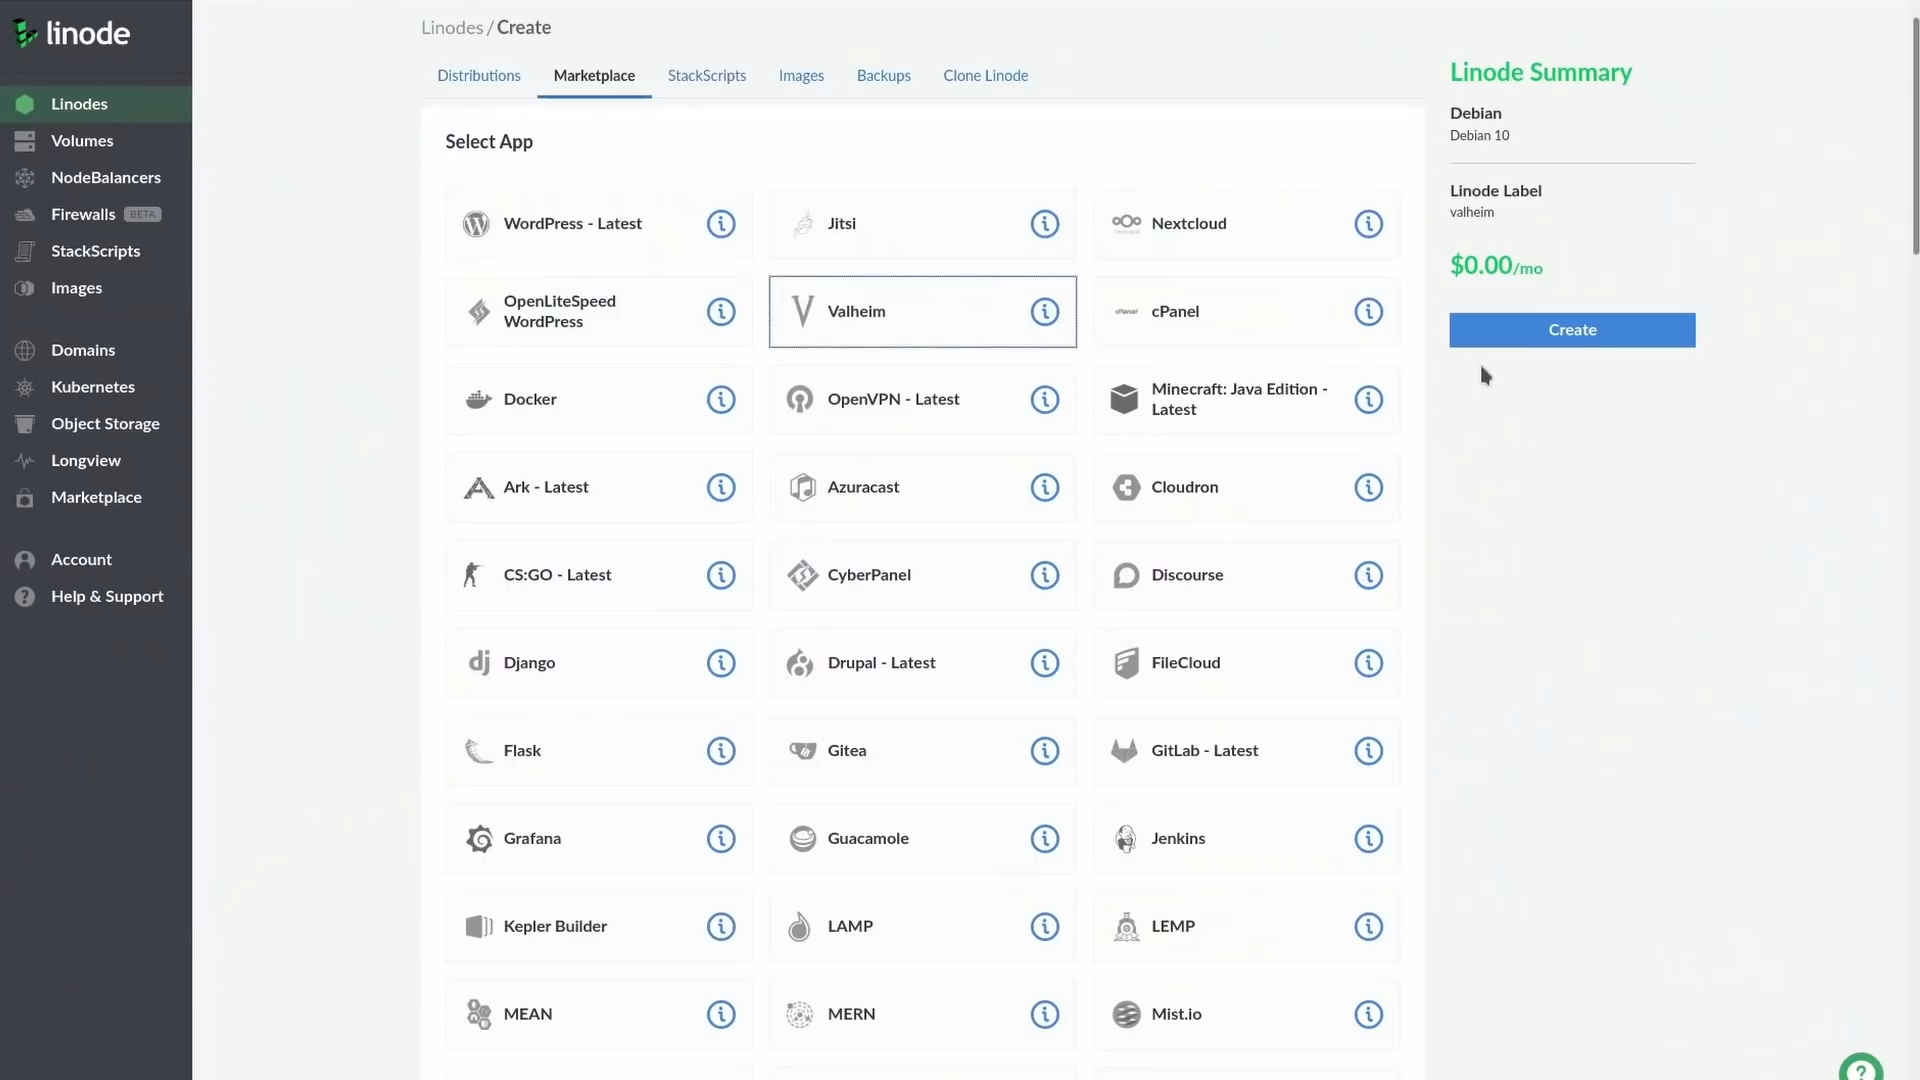 linode
Linodes / Create
Linodes
Volumes
NodeBalancers
Firewalls BETA
StackScripts
Images
Domains
Kubernetes
Object Storage
Longview
Marketplace
Account
Help & Support
Distributions Marketplace StackScripts Images Backups Clone Linode
Select App
WordPress - Latest
Jitsi
Nextcloud
OpenLiteSpeed
WordPress
Valheim
cPanel
cPanel
Docker
OpenVPN - Latest
Minecraft: Java Edition -
Latest
Ark - Latest
Azuracast
Cloudron
CS:GO - Latest
CyberPanel
Discourse
dj
Django
Drupal - Latest
FileCloud
Flask
Gitea
GitLab - Latest
Grafana
Guacamole
Jenkins
Kepler Builder
LAMP
LEMP
MEAN
MERN
Mist.io
Linode Summary
Debian
Debian 10
Linode Label
valheim
$0.00/mo
Create